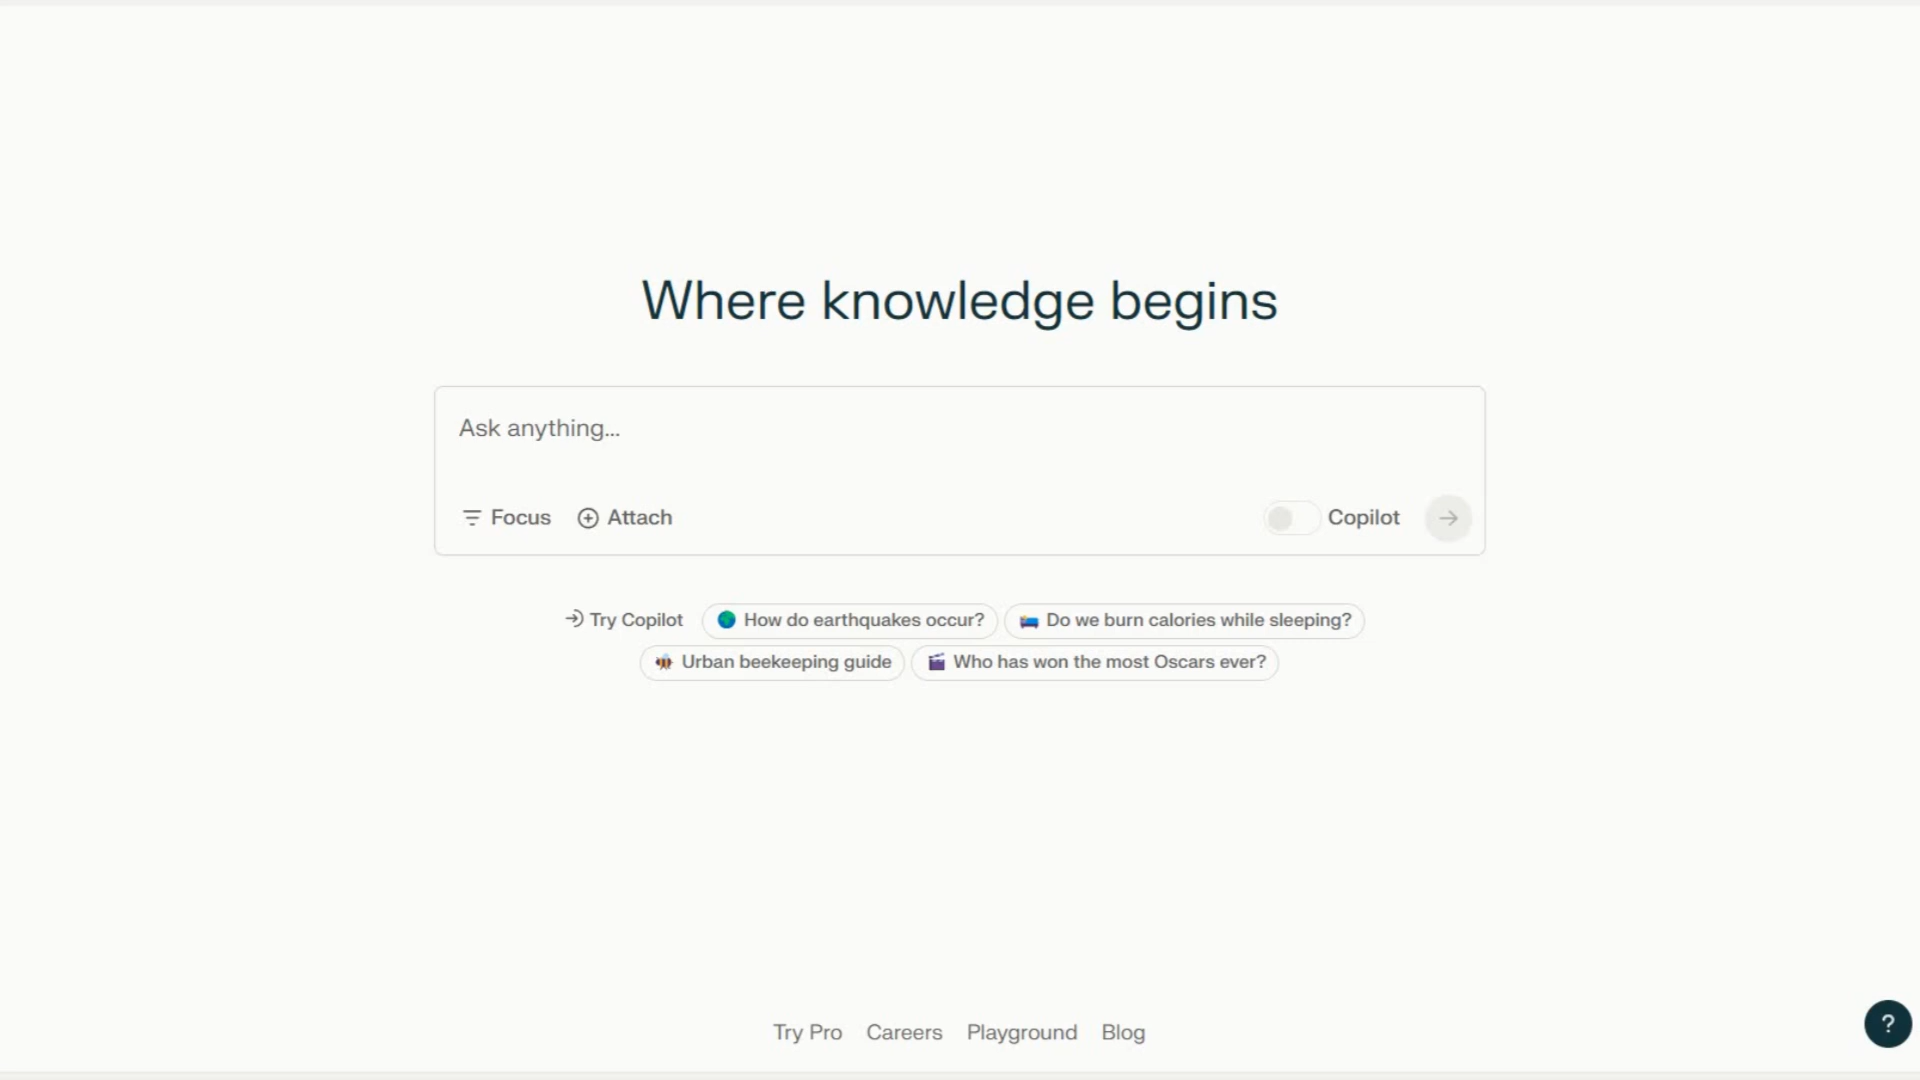 Where knowledge begins
Ask anything...
Focus Attach Copilot
Try Copilot How do earthquakes occur? Do we burn calories while sleeping?
Urban beekeeping guide Who has won the most Oscars ever?
Try Pro Careers Playground Blog
?